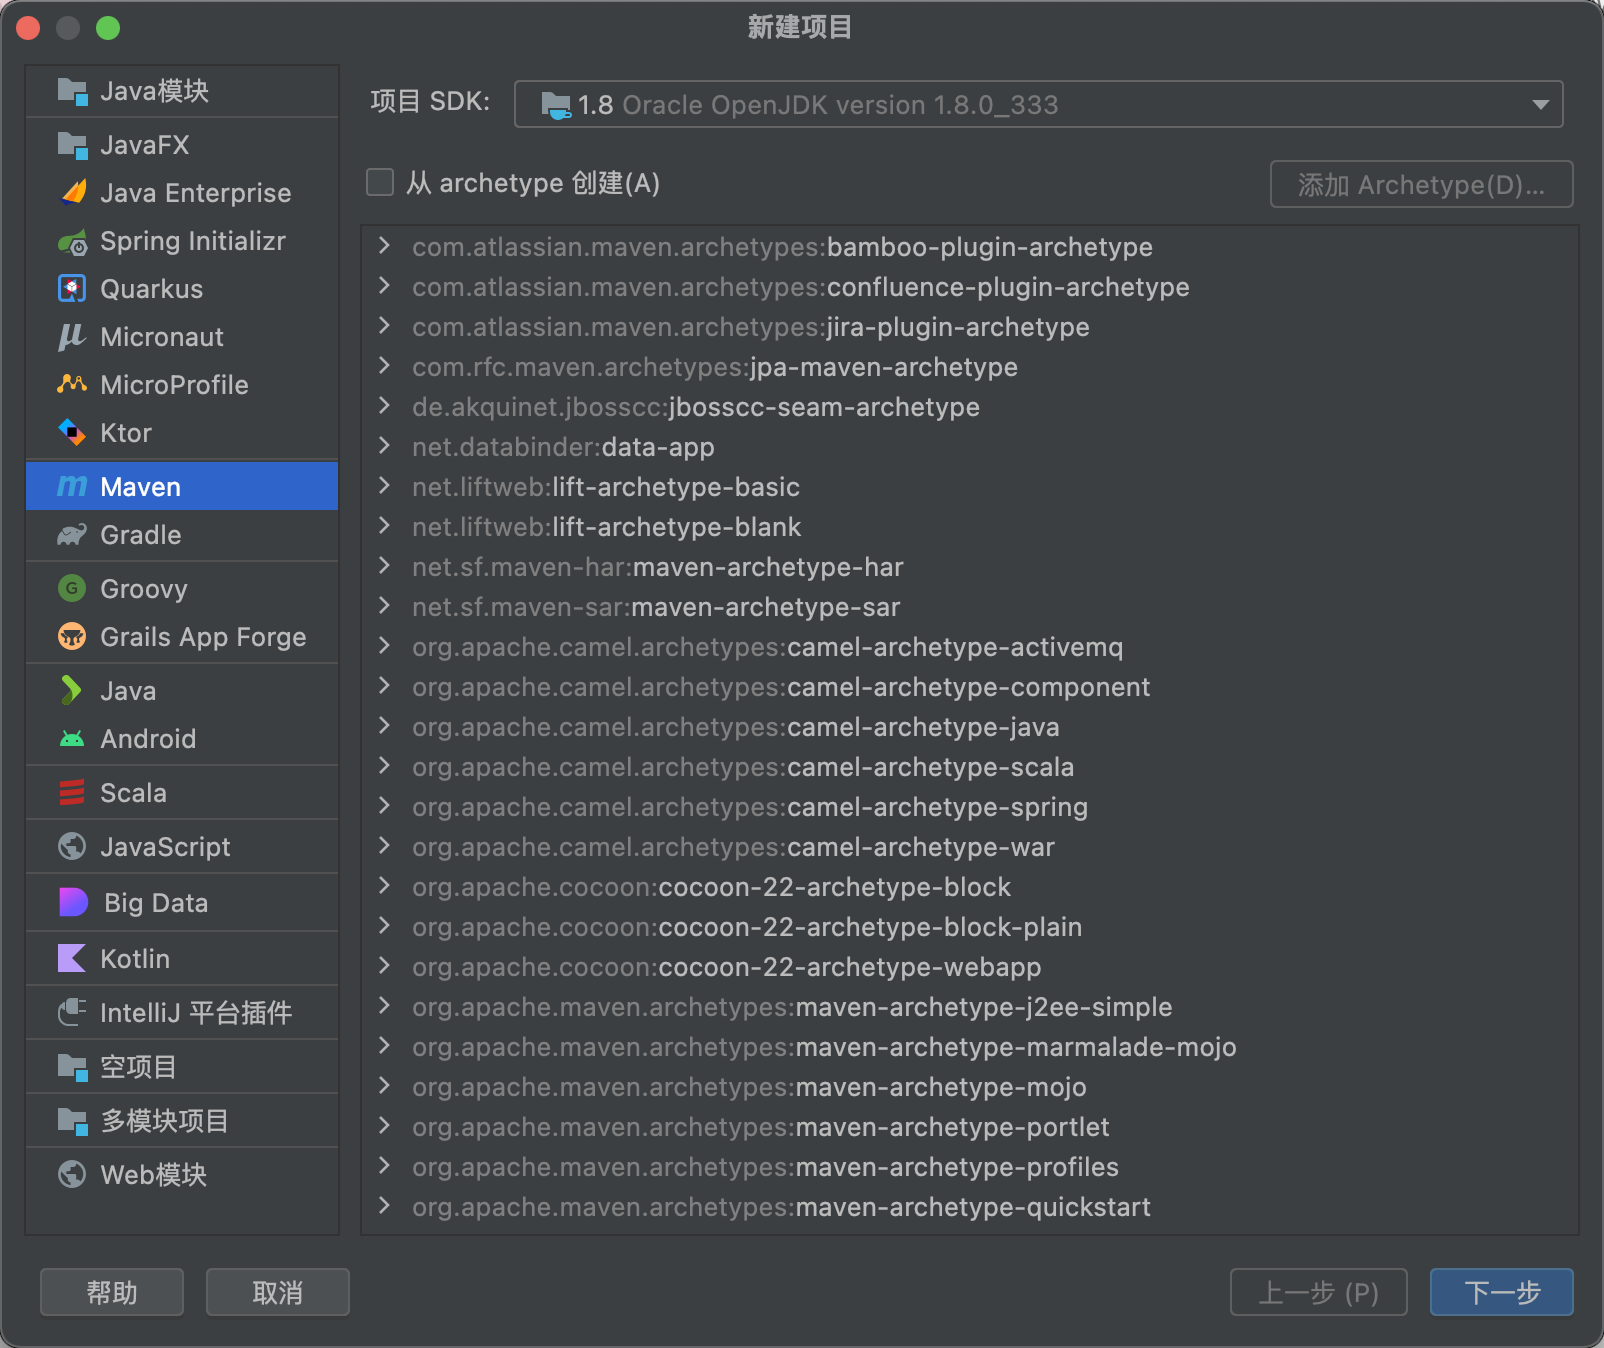 新建项目
Java模块
JavaFX
Java Enterprise
Spring Initializr
Quarkus
Micronaut
MicroProfile
Ktor
Maven
Gradle
Groovy
Grails App Forge
Java
Android
Scala
JavaScript
Big Data
Kotlin
IntelliJ 平台插件
空项目
多模块项目
Web模块
项目 SDK: 1.8 Oracle OpenJDK version 1.8.0_333
从 archetype 创建(A) 添加 Archetype(D)...
com.atlassian.maven.archetypes:bamboo-plugin-archetype
com.atlassian.maven.archetypes:confluence-plugin-archetype
com.atlassian.maven.archetypes:jira-plugin-archetype
com.rfc.maven.archetypes:jpa-maven-archetype
de.akquinet.jbosscc:jbosscc-seam-archetype
net.databinder:data-app
net.liftweb:lift-archetype-basic
net.liftweb:lift-archetype-blank
net.sf.maven-har:maven-archetype-har
net.sf.maven-sar:maven-archetype-sar
org.apache.camel.archetypes:camel-archetype-activemq
org.apache.camel.archetypes:camel-archetype-component
org.apache.camel.archetypes:camel-archetype-java
org.apache.camel.archetypes:camel-archetype-scala
org.apache.camel.archetypes:camel-archetype-spring
org.apache.camel.archetypes:camel-archetype-war
org.apache.cocoon:cocoon-22-archetype-block
org.apache.cocoon:cocoon-22-archetype-block-plain
org.apache.cocoon:cocoon-22-archetype-webapp
org.apache.maven.archetypes:maven-archetype-j2ee-simple
org.apache.maven.archetypes:maven-archetype-marmalade-mojo
org.apache.maven.archetypes:maven-archetype-mojo
org.apache.maven.archetypes:maven-archetype-portlet
org.apache.maven.archetypes:maven-archetype-profiles
org.apache.maven.archetypes:maven-archetype-quickstart
帮助 取消 上一步 (P) 下一步